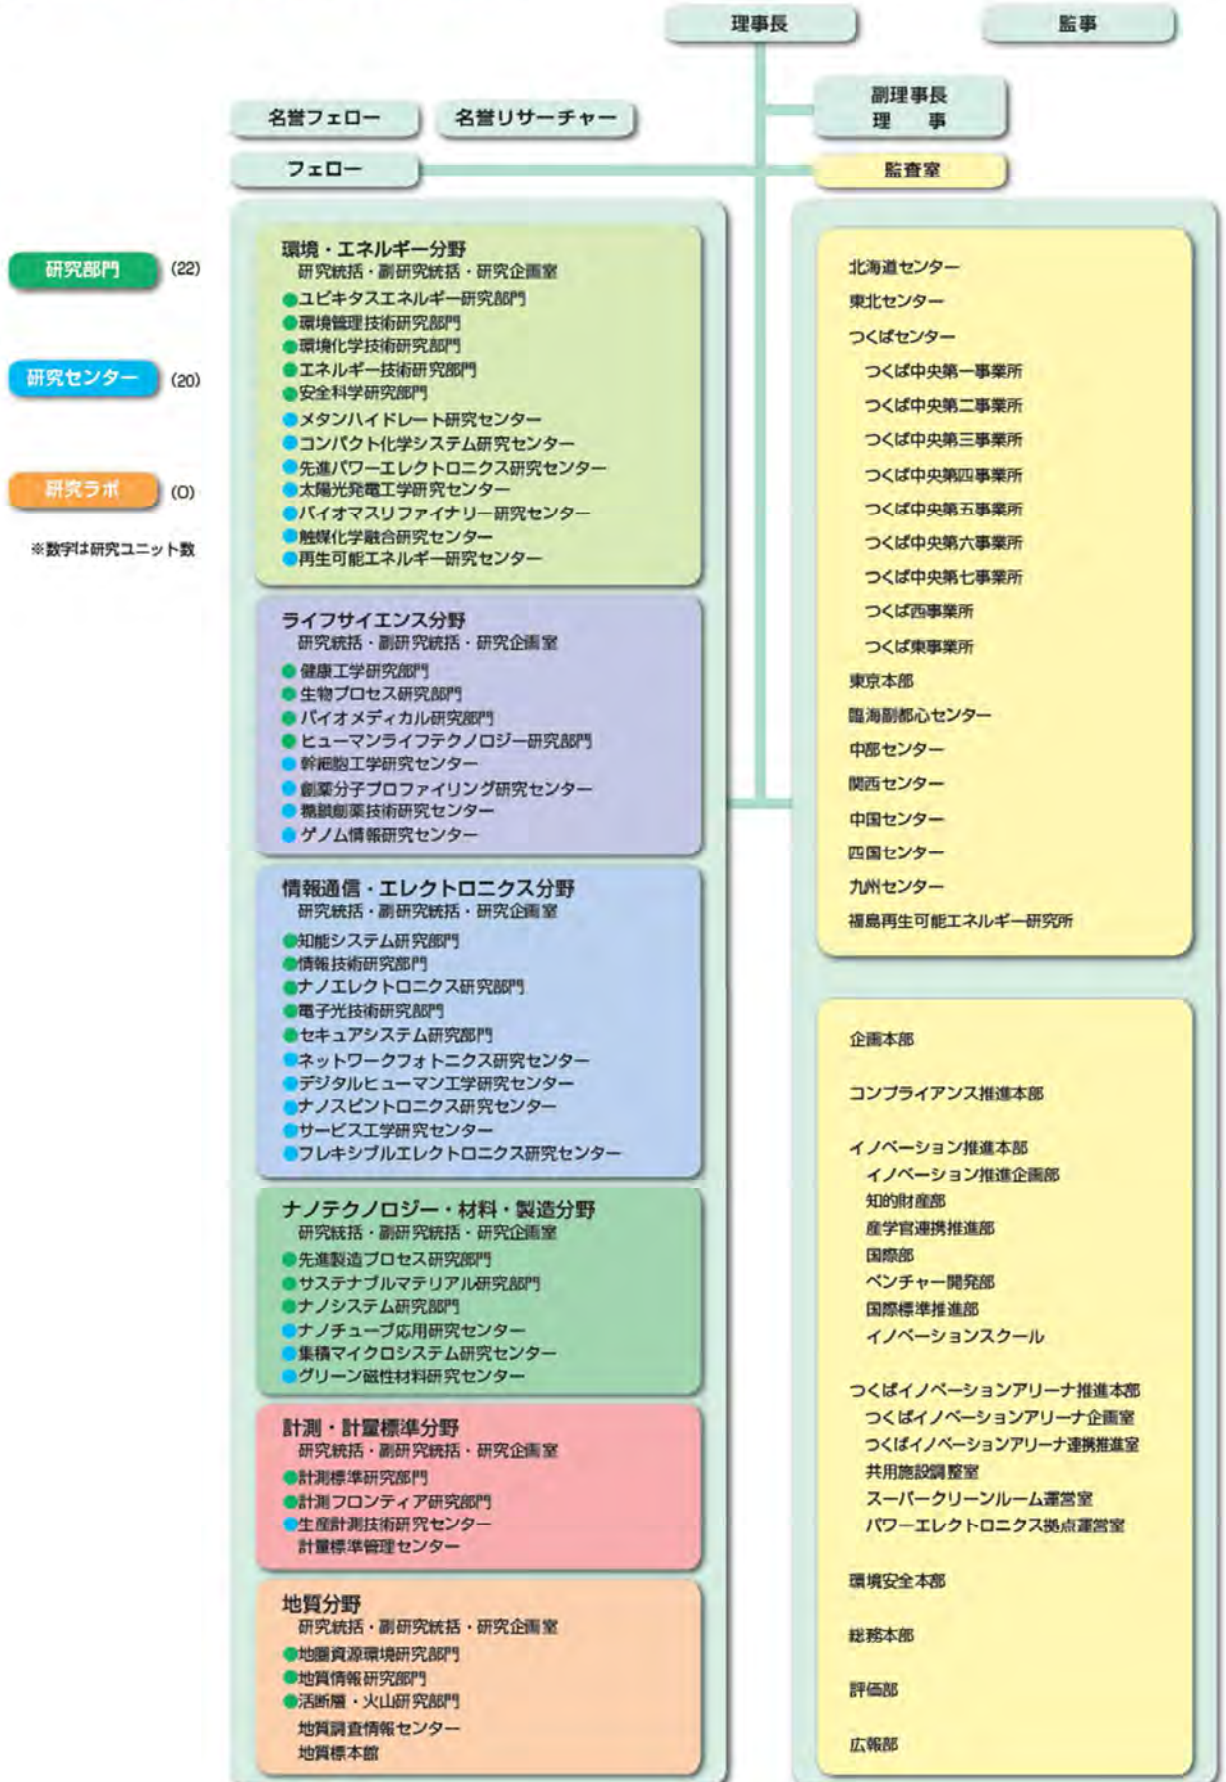 理事長
監事
副理事長
理　事
名誉フェロー
名誉リサーチャー
フェロー
監査室
研究部門 (22)
研究センター (20)
研究ラボ (0)
※数字は研究ユニット数
環境・エネルギー分野
研究統括・副研究統括・研究企画室
●ユビキタスエネルギー研究部門
●環境管理技術研究部門
●環境化学技術研究部門
●エネルギー技術研究部門
●安全科学研究部門
●メタンハイドレート研究センター
●コンパクト化学システム研究センター
●先進パワーエレクトロニクス研究センター
●太陽光発電工学研究センター
●バイオマスリファイナリー研究センター
●触媒化学融合研究センター
●再生可能エネルギー研究センター
ライフサイエンス分野
研究統括・副研究統括・研究企画室
●健康工学研究部門
●生物プロセス研究部門
●バイオメディカル研究部門
●ヒューマンライフテクノロジー研究部門
●幹細胞工学研究センター
●創薬分子プロファイリング研究センター
●糖鎖創薬技術研究センター
●ゲノム情報研究センター
情報通信・エレクトロニクス分野
研究統括・副研究統括・研究企画室
●知能システム研究部門
●情報技術研究部門
●ナノエレクトロニクス研究部門
●電子光技術研究部門
●セキュアシステム研究部門
●ネットワークフォトニクス研究センター
●デジタルヒューマン工学研究センター
●ナノスピントロニクス研究センター
●サービス工学研究センター
●フレキシブルエレクトロニクス研究センター
ナノテクノロジー・材料・製造分野
研究統括・副研究統括・研究企画室
●先進製造プロセス研究部門
●サステナブルマテリアル研究部門
●ナノシステム研究部門
●ナノチューブ応用研究センター
●集積マイクロシステム研究センター
●グリーン磁性材料研究センター
計測・計量標準分野
研究統括・副研究統括・研究企画室
●計測標準研究部門
●計測フロンティア研究部門
●生産計測技術研究センター
計量標準管理センター
地質分野
研究統括・副研究統括・研究企画室
●地圏資源環境研究部門
●地質情報研究部門
●活断層・火山研究部門
地質調査情報センター
地質標本館
北海道センター
東北センター
つくばセンター
つくば中央第一事業所
つくば中央第二事業所
つくば中央第三事業所
つくば中央第四事業所
つくば中央第五事業所
つくば中央第六事業所
つくば中央第七事業所
つくば西事業所
つくば東事業所
東京本部
臨海副都心センター
中部センター
関西センター
中国センター
四国センター
九州センター
福島再生可能エネルギー研究所
企画本部
コンプライアンス推進本部
イノベーション推進本部
イノベーション推進企画部
知的財産部
産学官連携推進部
国際部
ベンチャー開発部
国際標準推進部
イノベーションスクール
つくばイノベーションアリーナ推進本部
つくばイノベーションアリーナ企画室
つくばイノベーションアリーナ連携推進室
共用施設調整室
スーパークリーンルーム運営室
パワーエレクトロニクス拠点運営室
環境安全本部
総務本部
評価部
広報部